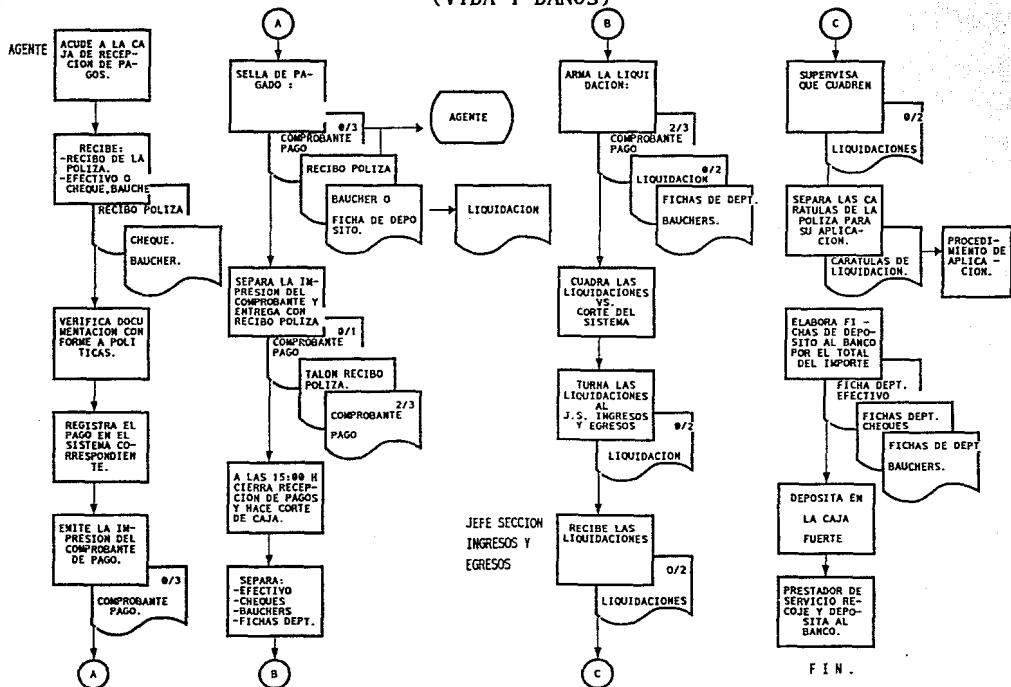 (VIDA Y DAÑOS)
AGENTE
ACUDE A LA CA
JA DE RECEP-
CION DE PA-
GOS.
RECIBE:
-RECIBO DE LA
POLIZA.
-EFECTIVO O
CHEQUE,BAUCHE
RECIBO POLIZA
CHEQUE.
BAUCHER.
VERIFICA DOCU
MENTACION CON
FORME A POLI
TICAS.
REGISTRA EL
PAGO EN EL
SISTEMA CO-
RRESPONDIEN
TE.
EMITE LA IM-
PRESION DEL
COMPROBANTE
DE PAGO.
0/3
COMPROBANTE
PAGO.
A
A
SELLA DE PA-
GADO :
0/3
COMPROBANTE
PAGO
AGENTE
RECIBO POLIZA
BAUCHER O
FICHA DE DEPO
SITO.
LIQUIDACION
SEPARA LA IM-
PRESION DEL
COMPROBANTE Y
ENTREGA CON
RECIBO POLIZA
0/1
COMPROBANTE
PAGO
TALON RECIBO
POLIZA.
2/3
COMPROBANTE
PAGO
A LAS 15:00 H
CIERRA RECEP-
CION DE PAGOS
Y HACE CORTE
DE CAJA.
SEPARA:
-EFECTIVO
-CHEQUES
-BAUCHERS
-FICHAS DEPT.
B
B
ARMA LA LIQUI
DACION:
2/3
COMPROBANTE
PAGO
0/2
LIQUIDACION
FICHAS DE DEPT.
BAUCHERS.
CUADRA LAS
LIQUIDACIONES
VS.
CORTE DEL
SISTEMA
TURNA LAS
LIQUIDACIONES
AL
J.S. INGRESOS
Y EGRESOS
0/2
LIQUIDACION
JEFE SECCION
INGRESOS Y
EGRESOS
RECIBE LAS
LIQUIDACIONES
0/2
LIQUIDACIONES
C
C
SUPERVISA
QUE CUADREN
0/2
LIQUIDACIONES
SEPARA LAS CA
RATULAS DE LA
POLIZA PARA
SU APLICA-
CION.
CARATULAS DE
LIQUIDACION.
PROCEDI-
MIENTO DE
APLICA -
CION.
ELABORA FI -
CHAS DE DEPO-
SITO AL BANCO
POR EL TOTAL
DEL IMPORTE
FICHA DEPT.
EFECTIVO
FICHAS DEPT.
CHEQUES
FICHAS DE DEPT
BAUCHERS.
DEPOSITA EN
LA CAJA
FUERTE
PRESTADOR DE
SERVICIO RE-
COJE Y DEPO-
SITA AL
BANCO.
F I N .